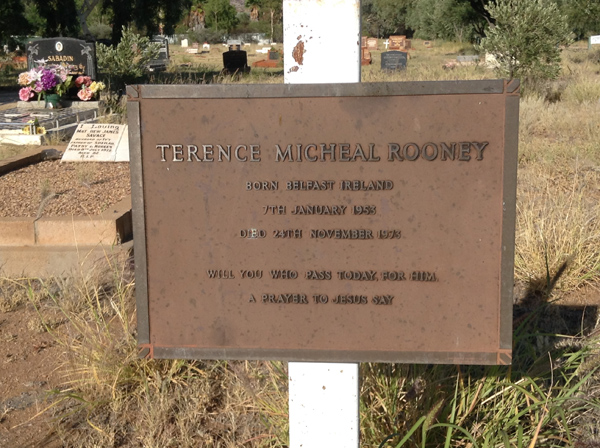 TERENCE MICHEAL ROONEY
BORN BELFAST IRELAND
7TH JANUARY 1953
DIED 24TH NOVEMBER 1973
WILL YOU WHO PASS TODAY, FOR HIM,
A PRAYER TO JESUS SAY
SABADIN